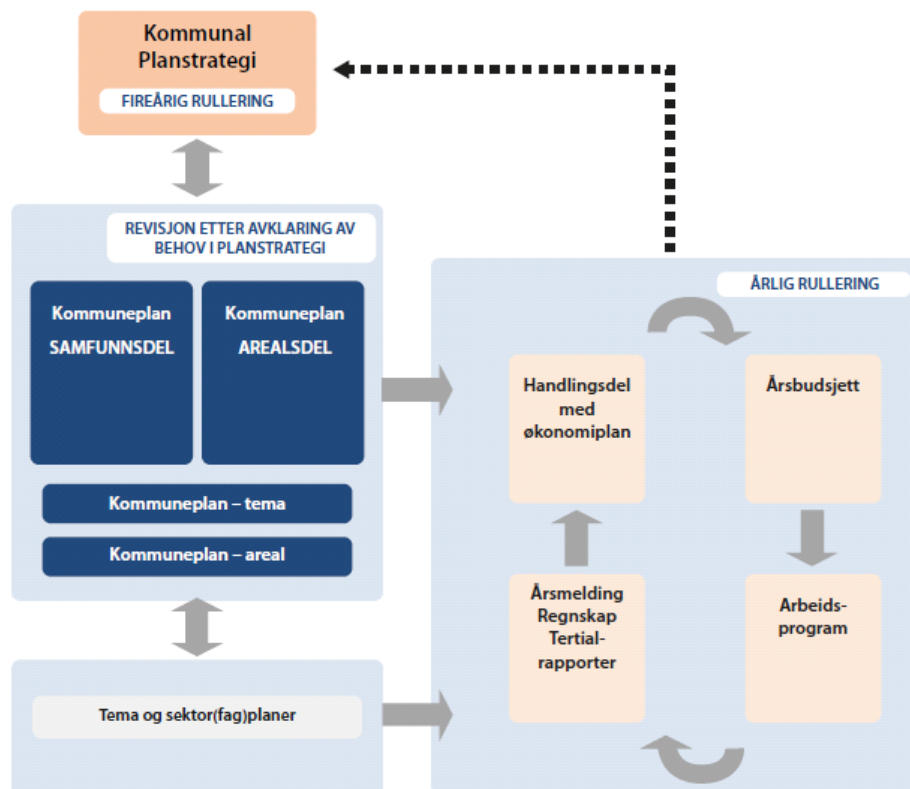 Kommunal
Planstrategi
FIREÅRIG RULLERING
REVISJON ETTER AVKLARING AV
BEHOV I PLANSTRATEGI
Kommuneplan
SAMFUNNSDEL
Kommuneplan
AREALSDEL
Kommuneplan – tema
Kommuneplan – areal
Tema og sektor(fag)planer
ÅRLIG RULLERING
Handlingsdel
med
økonomiplan
Årsbudsjett
Årsmelding
Regnskap
Tertial-
rapporter
Arbeids-
program